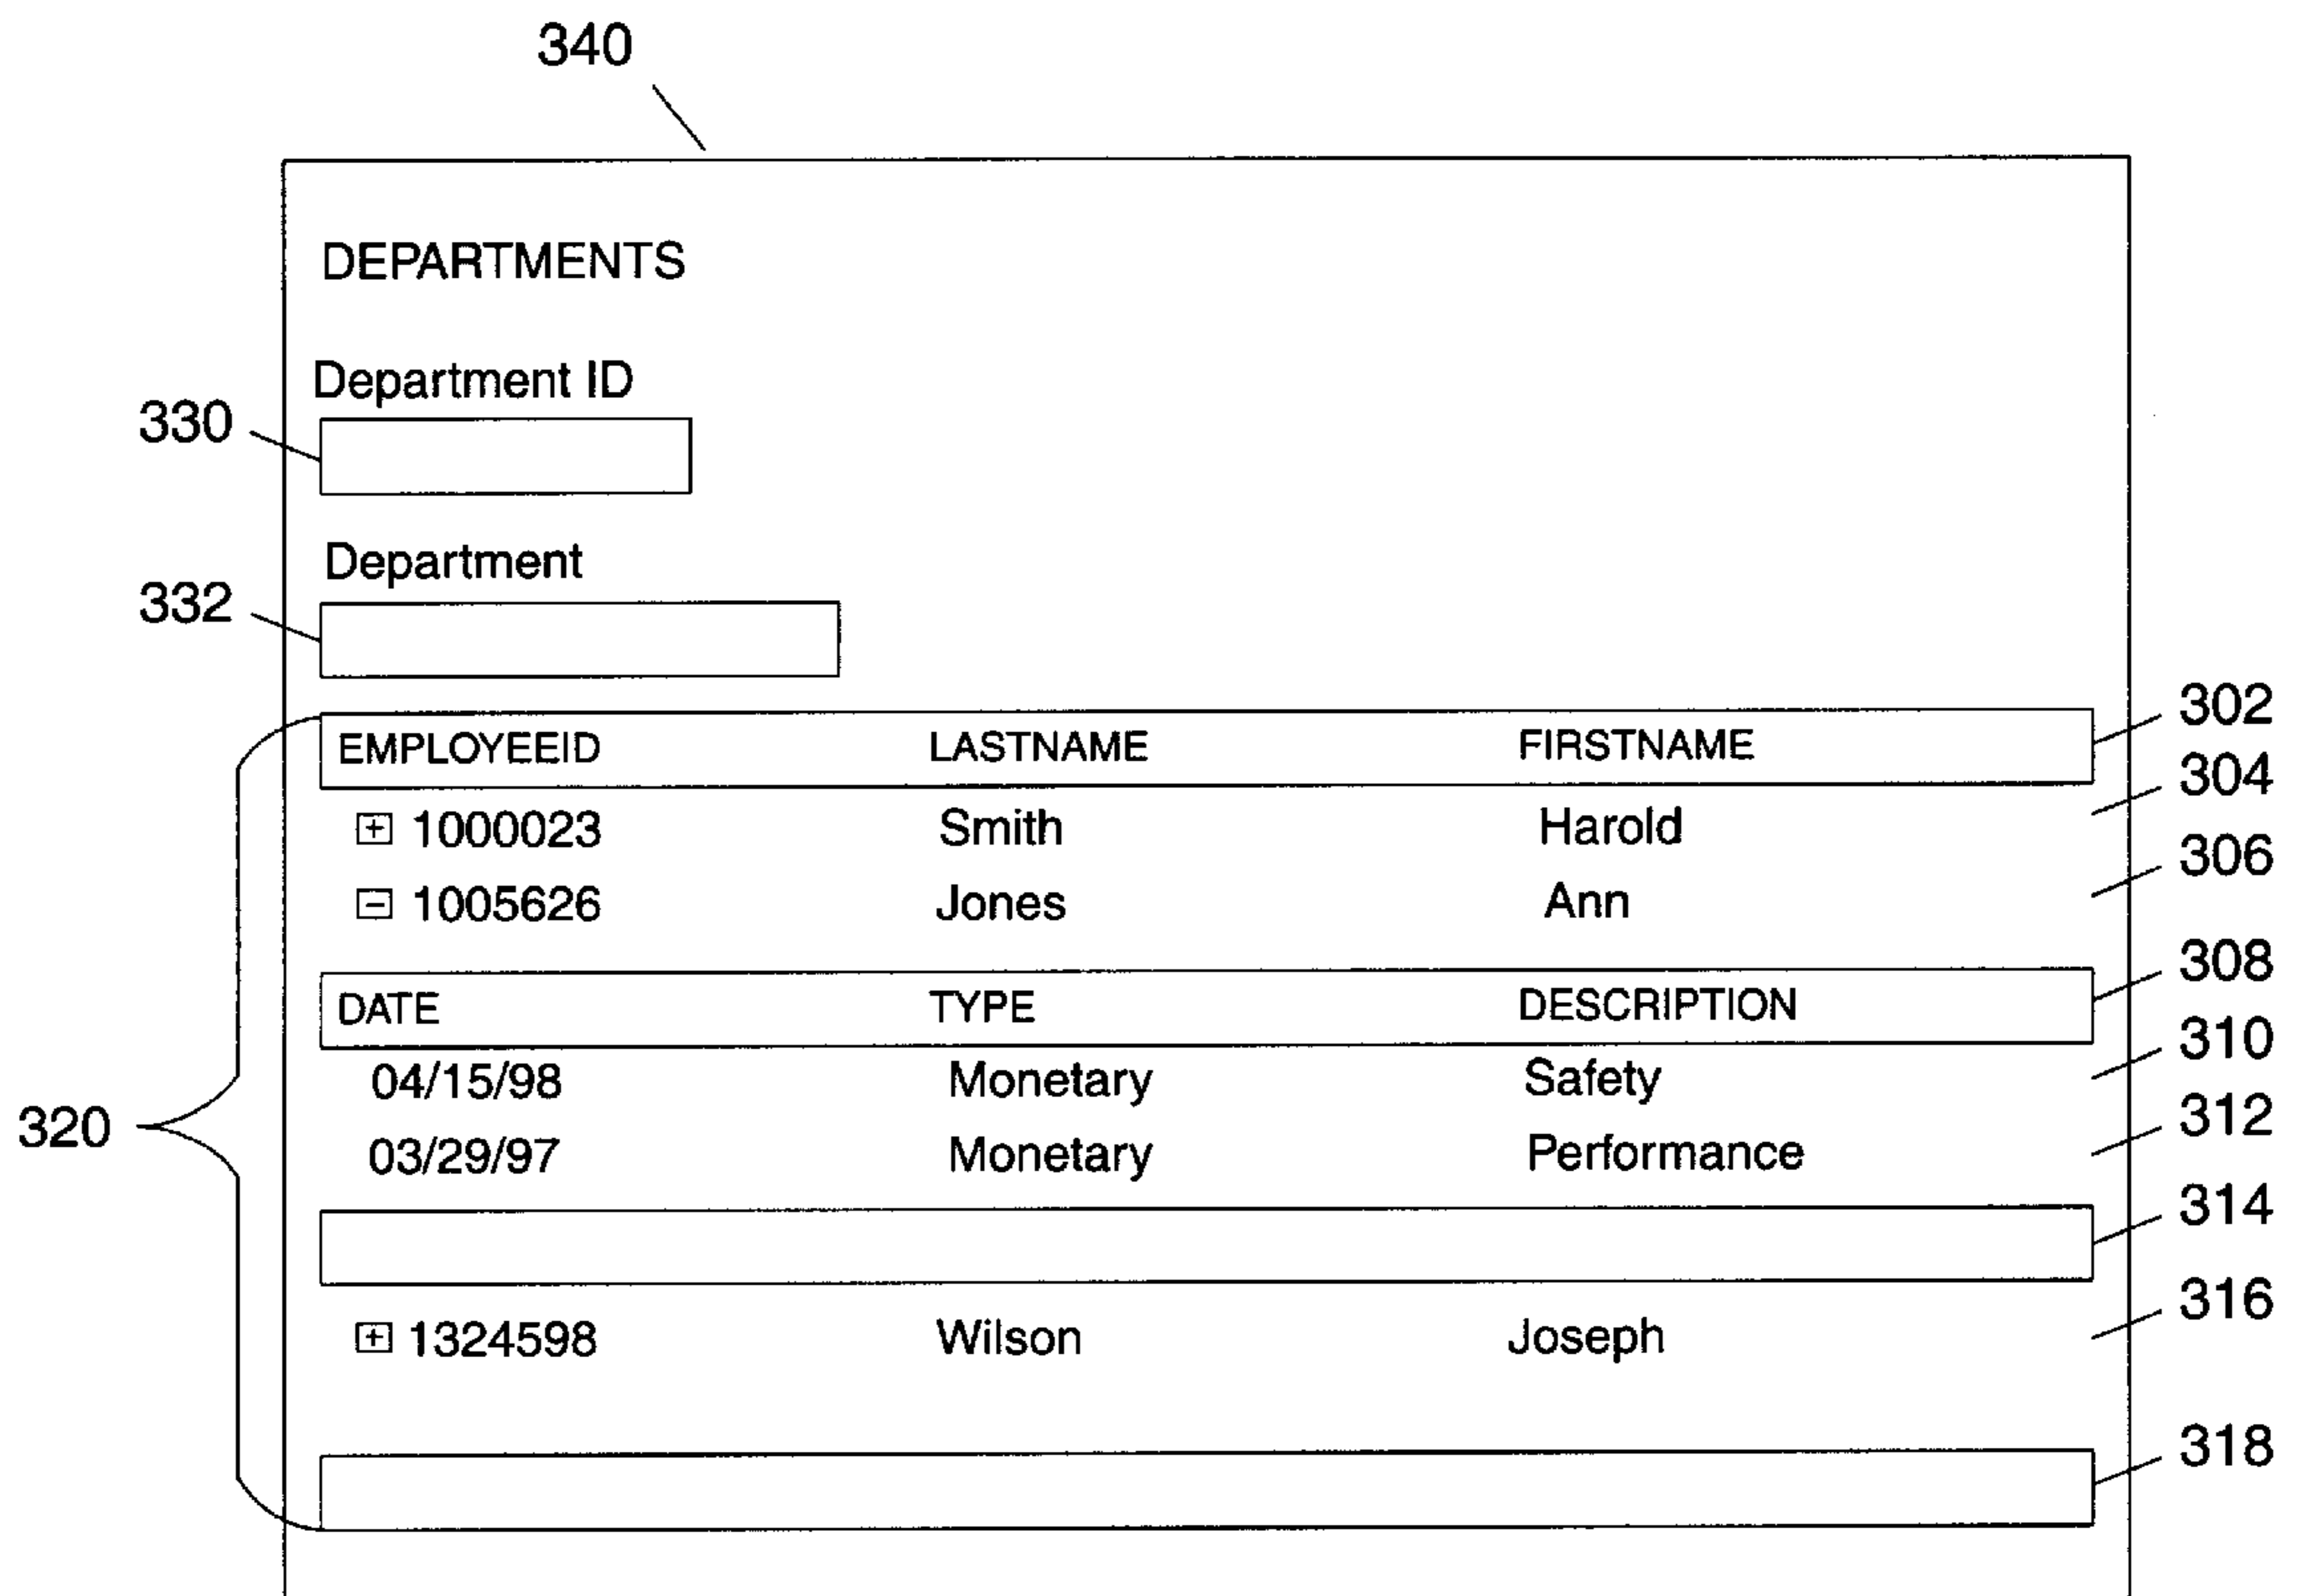 340
DEPARTMENTS
Department ID
330
Department
332
302
EMPLOYEEID LASTNAME FIRSTNAME
304
+ 1000023 Smith Harold
306
- 1005626 Jones Ann
308
DATE TYPE DESCRIPTION
310
04/15/98 Monetary Safety
320
312
03/29/97 Monetary Performance
314
316
+ 1324598 Wilson Joseph
318